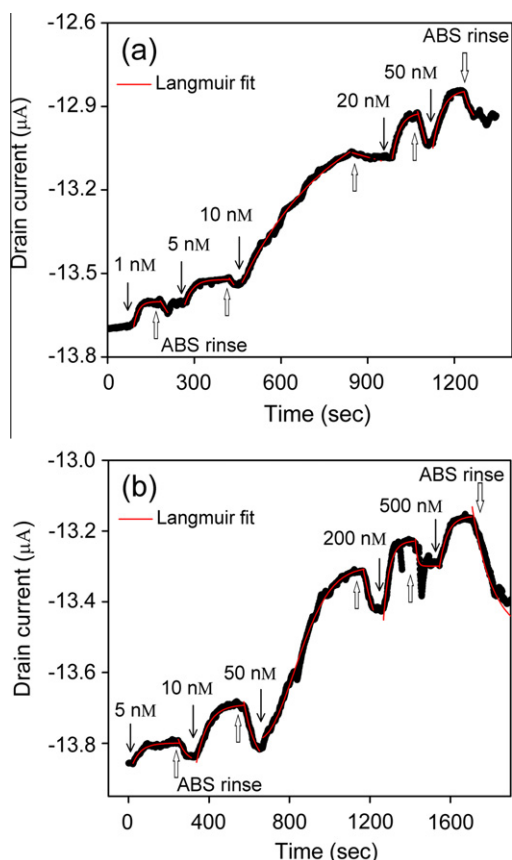 -12.6
(a)
ABS rinse
Langmuir fit
50 nM
20 nM
-12.9
Drain current (μA)
-13.2
10 nM
5 nM
-13.5
1 nM
ABS rinse
-13.8
0 300 600 900 1200
Time (sec)
-13.0
(b)
ABS rinse
Langmuir fit
500 nM
-13.2
200 nM
Drain current (μA)
-13.4
-13.6
50 nM
10 nM
5 nM
-13.8
ABS rinse
0 400 800 1200 1600
Time (sec)